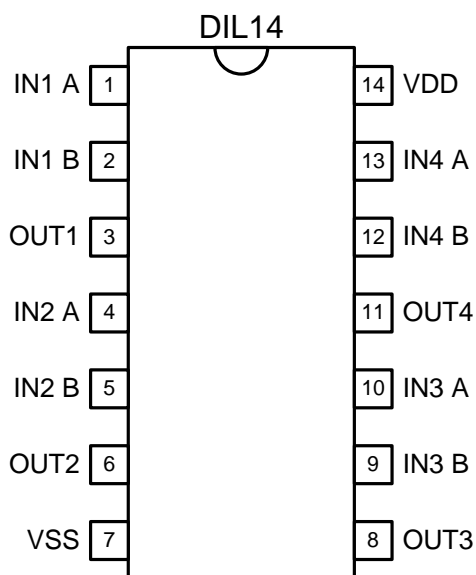 DIL14
IN1 A 1 14 VDD
IN1 B 2 13 IN4 A
OUT1 3 12 IN4 B
IN2 A 4 11 OUT4
IN2 B 5 10 IN3 A
OUT2 6 9 IN3 B
VSS 7 8 OUT3